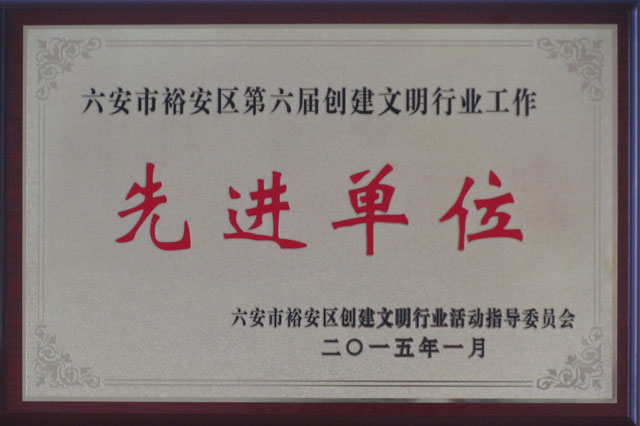 六安市裕安区第六届创建文明行业工作
先进单位
六安市裕安区创建文明行业活动指导委员会
二〇一五年一月